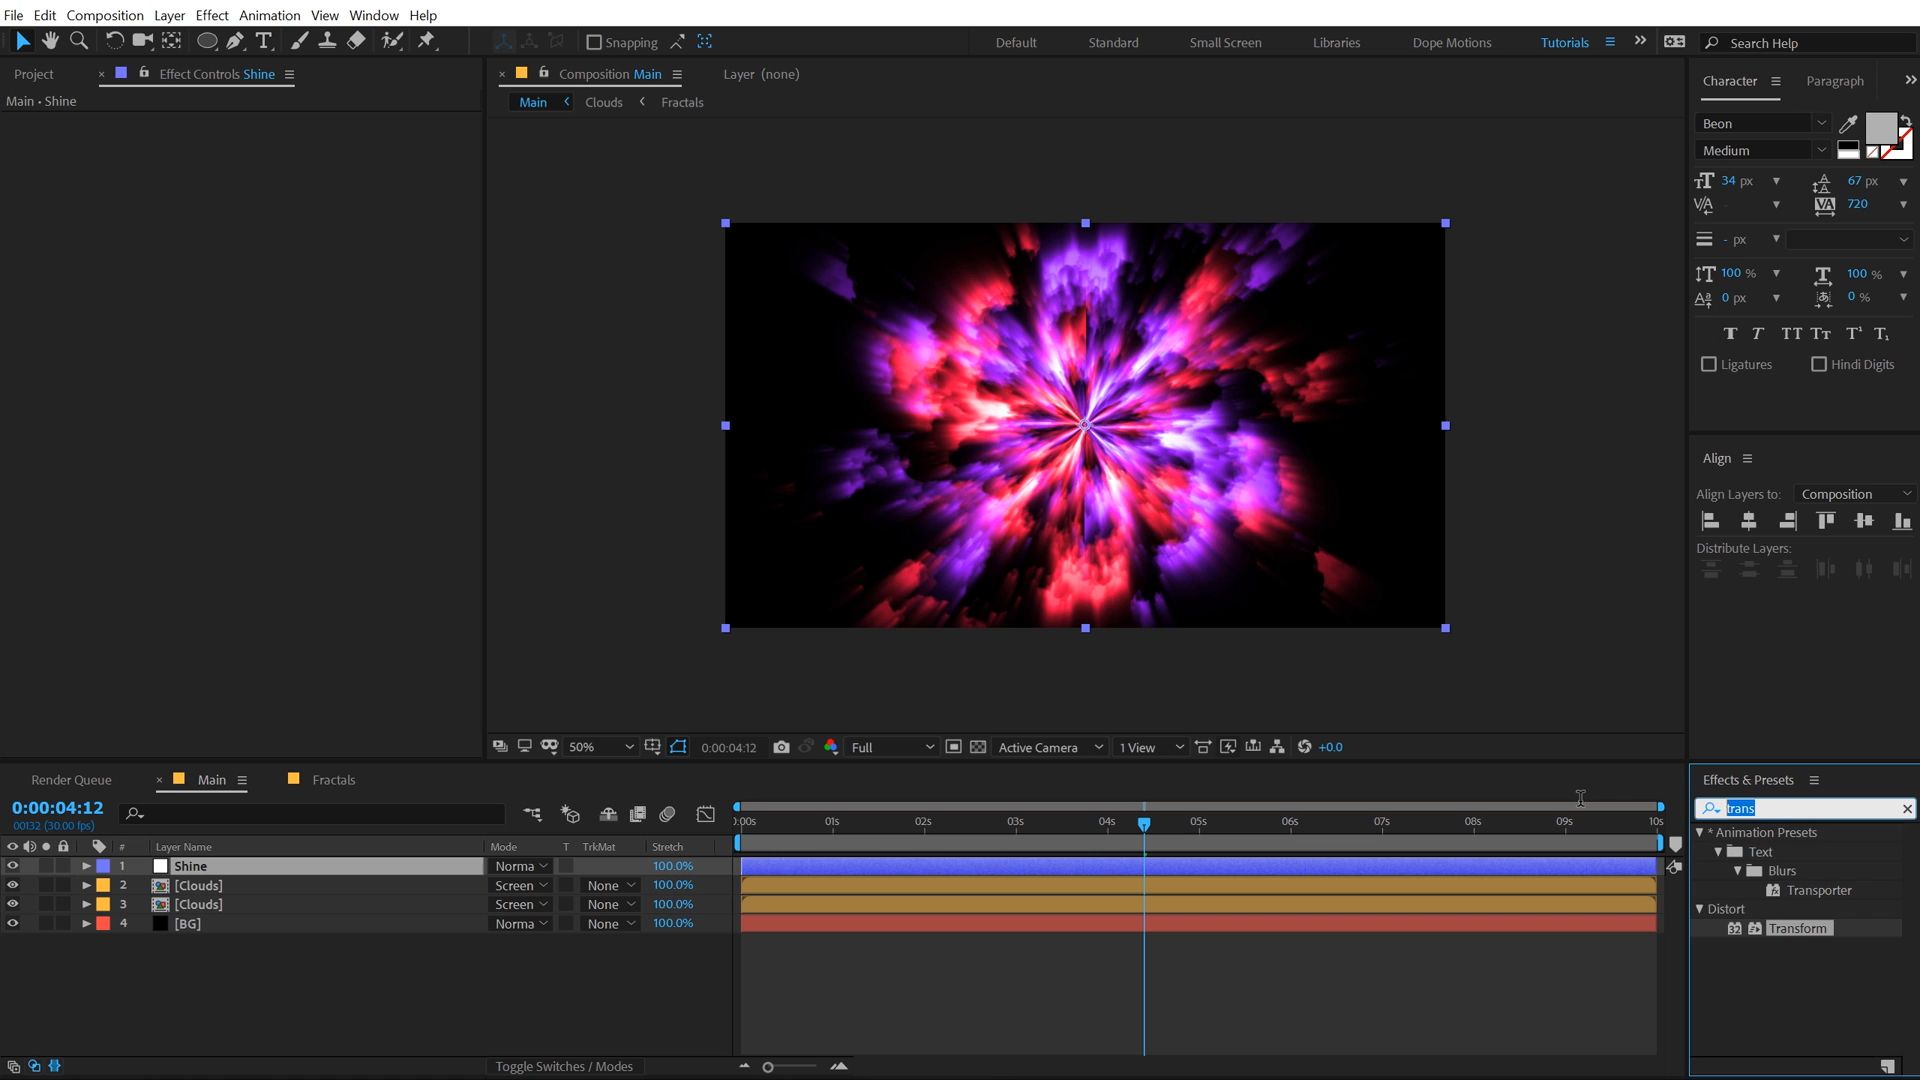 File Edit Composition Layer Effect Animation View Window Help
Snapping
Default Standard Small Screen Libraries Dope Motions Tutorials
Search Help
Project
Effect Controls Shine
Composition Main
Layer (none)
Character Paragraph
Main • Shine
Main Clouds Fractals
Beon
Medium
34 px
67 px
720
- px
100 %
100 %
0 px
0 %
Ligatures
Hindi Digits
Align
Align Layers to: Composition
Distribute Layers:
50%
0:00:04:12
Full
Active Camera
1 View
+0.0
Render Queue
Main
Fractals
Effects & Presets
0:00:04:12
00132 (30.00 fps)
trans
:00s 01s 02s 03s 04s 05s 06s 07s 08s 09s 10s
# Layer Name Mode T TrkMat Stretch
1 Shine Norma 100.0%
2 [Clouds] Screen None 100.0%
3 [Clouds] Screen None 100.0%
4 [BG] Norma None 100.0%
* Animation Presets
Text
Blurs
Transporter
Distort
32 Transform
Toggle Switches / Modes